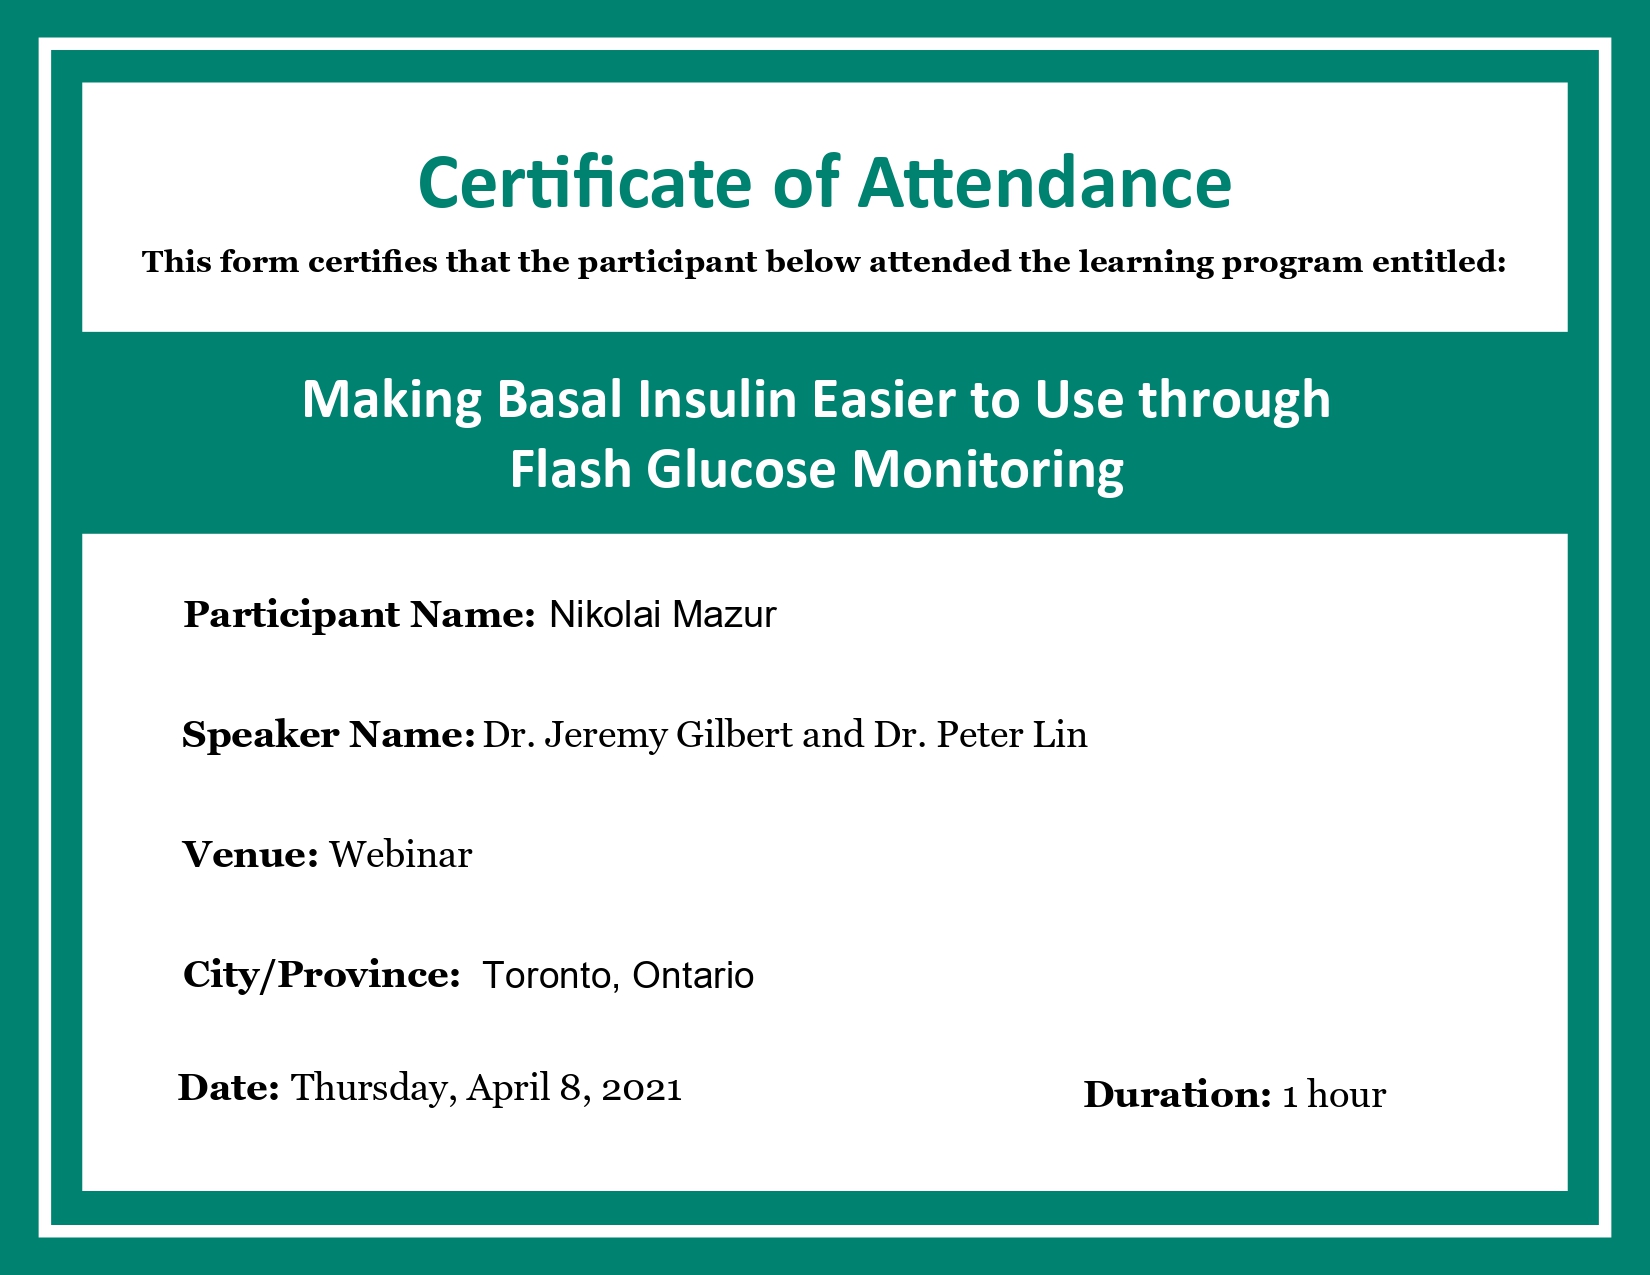 Certificate of Attendance
This form certifies that the participant below attended the learning program entitled:
Making Basal Insulin Easier to Use through
Flash Glucose Monitoring
Participant Name: Nikolai Mazur
Speaker Name: Dr. Jeremy Gilbert and Dr. Peter Lin
Venue: Webinar
City/Province: Toronto, Ontario
Date: Thursday, April 8, 2021
Duration: 1 hour